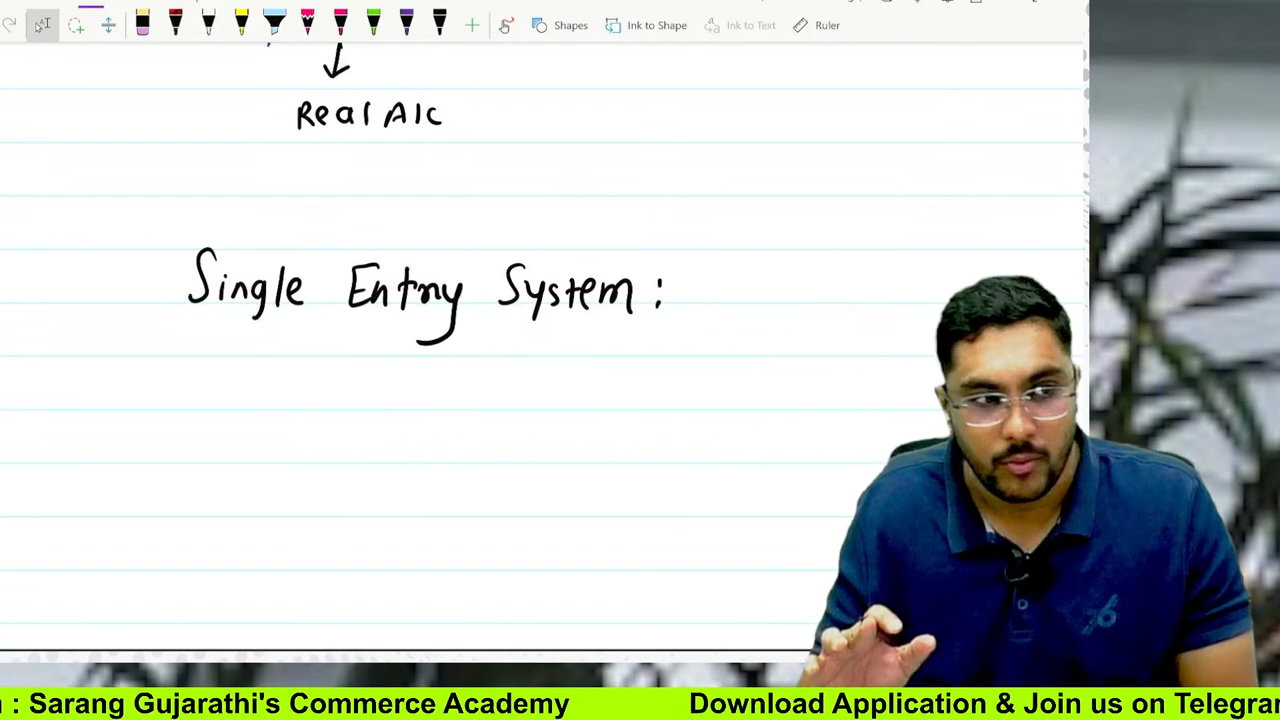 Shapes Ink to Shape Ink to Text Ruler
Real A/c
Single Entry System :
: Sarang Gujarathi's Commerce Academy Download Application & Join us on Telegra